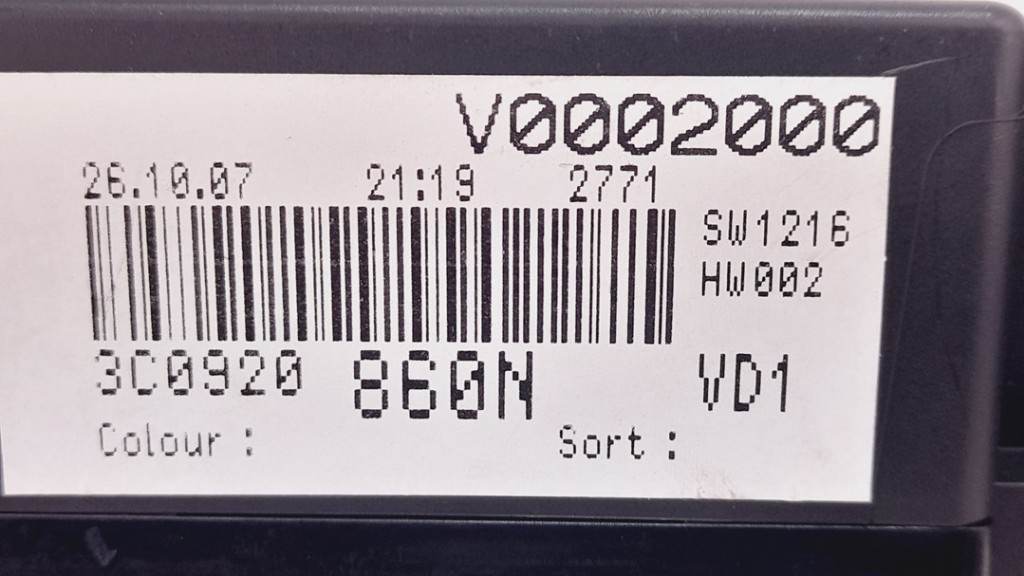 V0002000
26.10.07 21:19 2771
SW1216
HW002
3C0920 860N VD1
Colour : Sort :